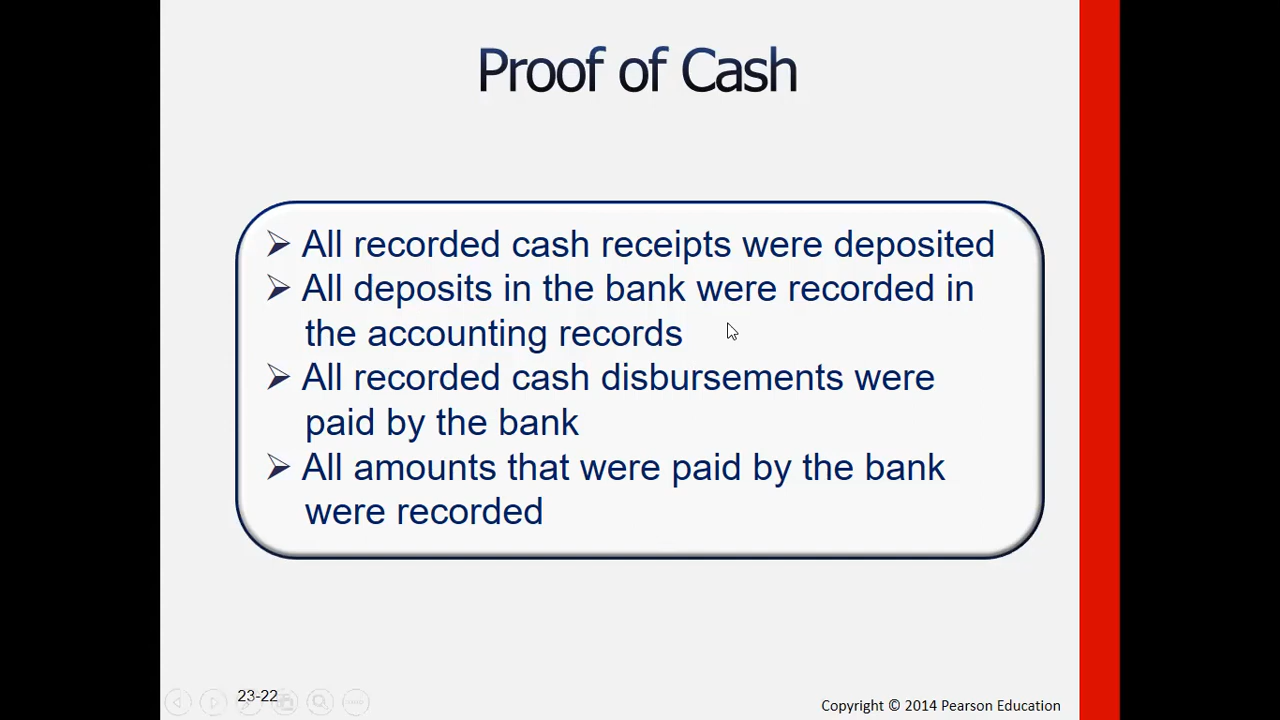 Proof of Cash
➢ All recorded cash receipts were deposited
➢ All deposits in the bank were recorded in
the accounting records
➢ All recorded cash disbursements were
paid by the bank
➢ All amounts that were paid by the bank
were recorded
23-22
Copyright © 2014 Pearson Education